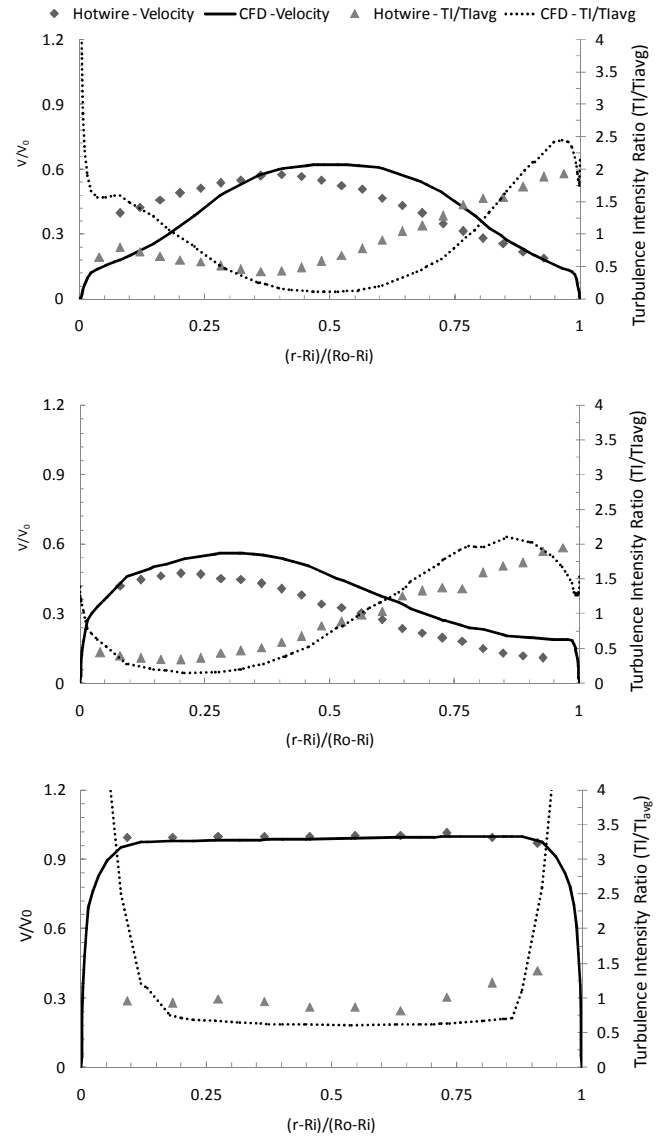 Hotwire - Velocity CFD -Velocity Hotwire - TI/TIavg CFD - TI/TIavg
1.2 4
3.5
0.9 3
2.5
0.6 2
1.5
0.3 1
0.5
0 0
0 0.25 0.5 0.75 1
V/V₀
Turbulence Intensity Ratio (TI/Tiavg)
(r-Ri)/(Ro-Ri)
1.2 4
3.5
0.9 3
2.5
0.6 2
1.5
0.3 1
0.5
0 0
0 0.25 0.5 0.75 1
V/V₀
Turbulence Intensity Ratio (TI/TIavg)
(r-Ri)/(Ro-Ri)
1.2 4
3.5
0.9 3
2.5
0.6 2
1.5
0.3 1
0.5
0 0
0 0.25 0.5 0.75 1
V/Vo
Turbulence Intensity Ratio (TI/TIavg)
(r-Ri)/(Ro-Ri)